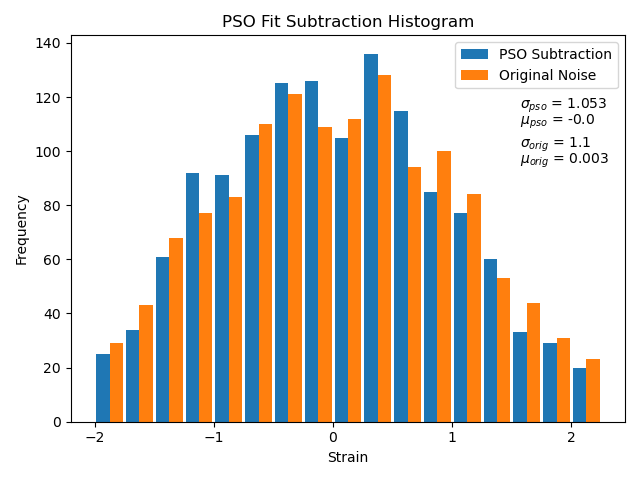 PSO Fit Subtraction Histogram
140
120
100
80
60
40
20
0
Frequency
−2
−1
0
1
2
Strain
PSO Subtraction
Original Noise
σ_pso = 1.053
μ_pso = -0.0
σ_orig = 1.1
μ_orig = 0.003